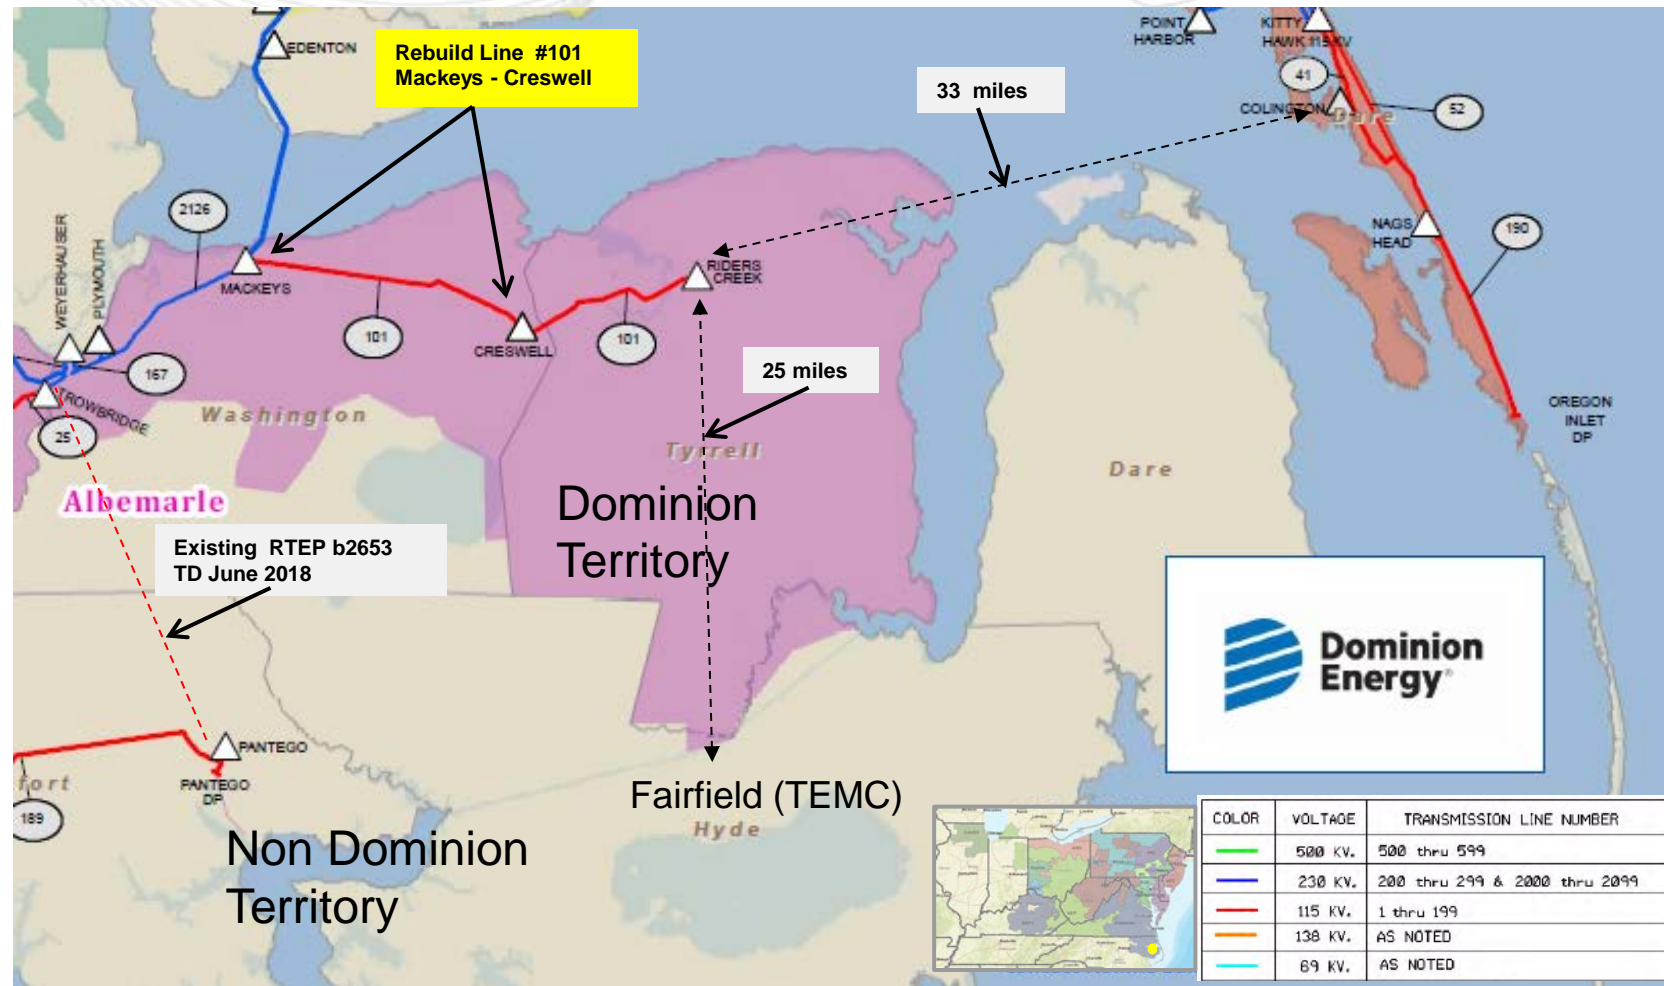 EDENTON
Rebuild Line #101
Mackeys - Creswell
33 miles
POINT
HARBOR
KITTY
HAWK 115 KV
41
52
COLINGTON
Dare
2126
WEYERHAUSER
PLYMOUTH
MACKEYS
101
CRESWELL
101
RIDERS
CREEK
NAGS
HEAD
190
167
TROWBRIDGE
25
Washington
25 miles
Tyrrell
Dare
OREGON
INLET
DP
Albemarle
Dominion
Territory
Existing RTEP b2653
TD June 2018
Dominion
Energy®
PANTEGO
PANTEGO
DP
fort
189
Fairfield (TEMC)
Hyde
Non Dominion
Territory
COLOR VOLTAGE TRANSMISSION LINE NUMBER
500 KV. 500 thru 599
230 KV. 200 thru 299 & 2000 thru 2099
115 KV. 1 thru 199
138 KV. AS NOTED
69 KV. AS NOTED